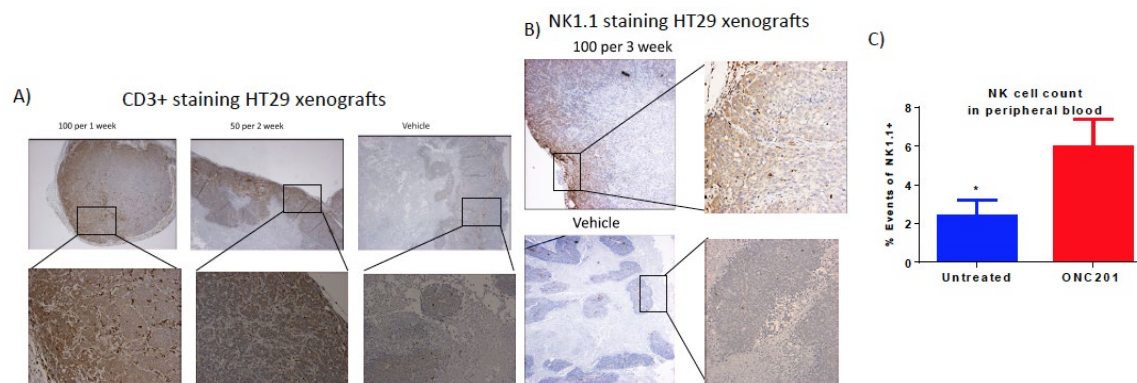 A)
CD3+ staining HT29 xenografts
100 per 1 week
50 per 2 week
Vehicle
B)
NK1.1 staining HT29 xenografts
100 per 3 week
Vehicle
C)
NK cell count
in peripheral blood
% Events of NK1.1+
8
6
4
2
0
*
Untreated
ONC201